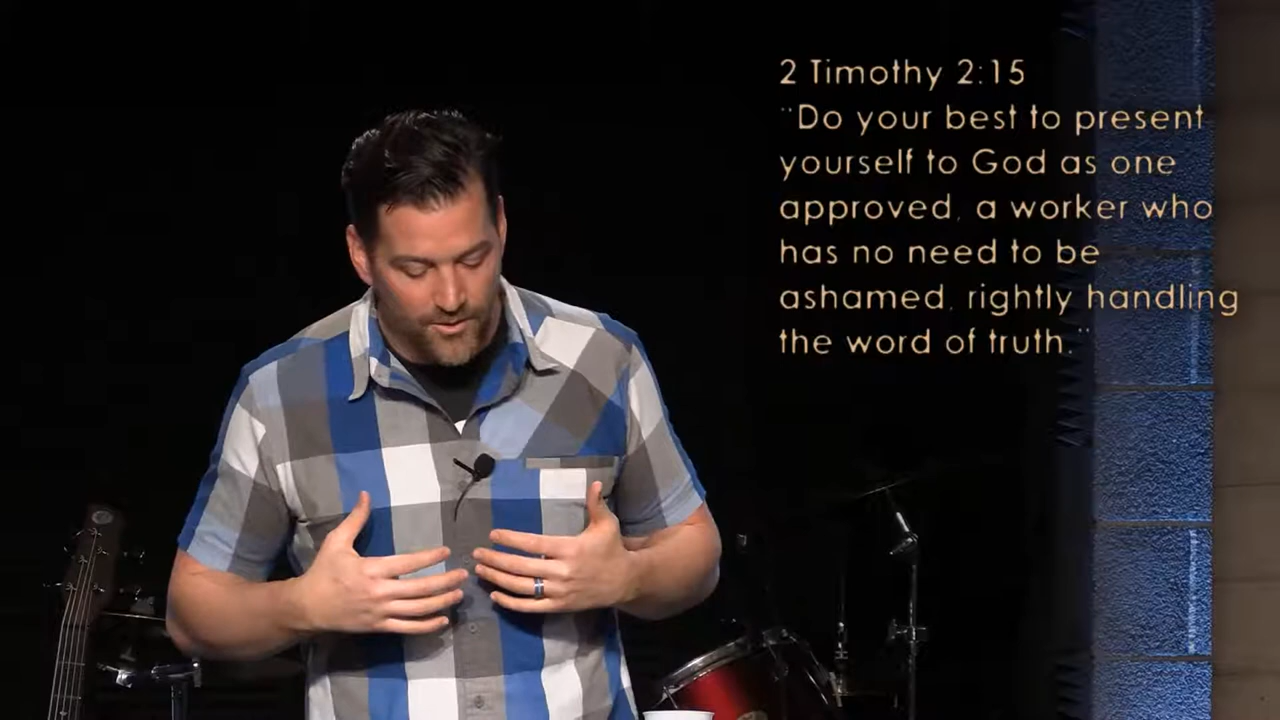 2 Timothy 2:15
"Do your best to present
yourself to God as one
approved, a worker who
has no need to be
ashamed, rightly handling
the word of truth."